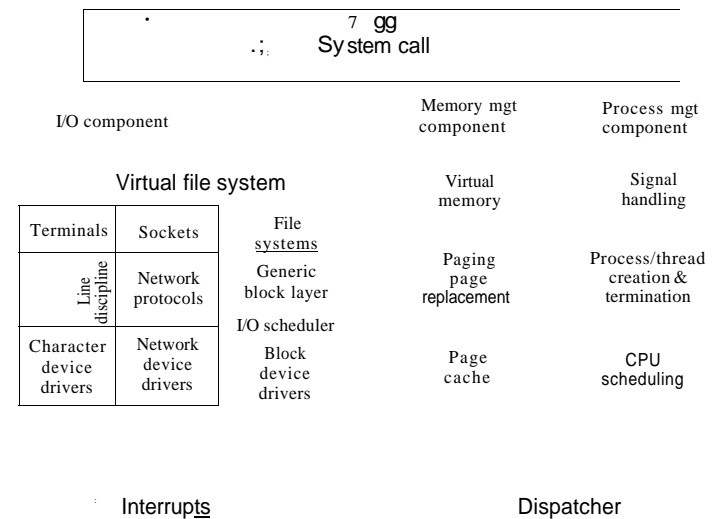 7 gg
System call
I/O component
Memory mgt
component
Process mgt
component
Virtual file system
Terminals
Sockets
File
systems
Line
discipline
Network
protocols
Generic
block layer
I/O scheduler
Character
device
drivers
Network
device
drivers
Block
device
drivers
Virtual
memory
Paging
page
replacement
Page
cache
Signal
handling
Process/thread
creation &
termination
CPU
scheduling
Interrupts
Dispatcher